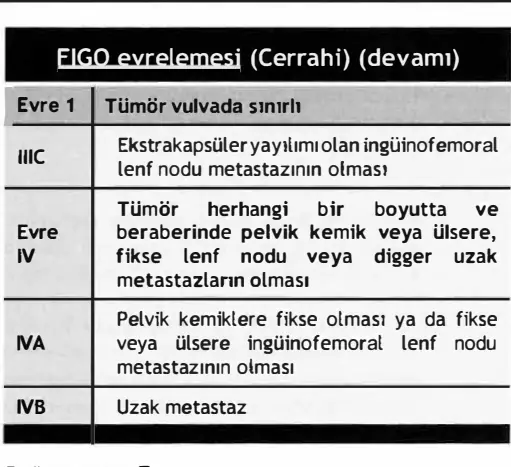 FIGO evrelemesi (Cerrahi) (devamı)
Evre 1 Tümör vulvada sınırlı
IIIC Ekstrakapsüler yayılımı olan ingüinofemoral
lenf nodu metastazının olması
Evre IV Tümör herhangi bir boyutta ve
beraberinde pelvik kemik veya ülsere,
fikse lenf nodu veya digger uzak
metastazların olması
IVA Pelvik kemiklere fikse olması ya da fikse
veya ülsere ingüinofemoral lenf nodu
metastazının olması
IVB Uzak metastaz